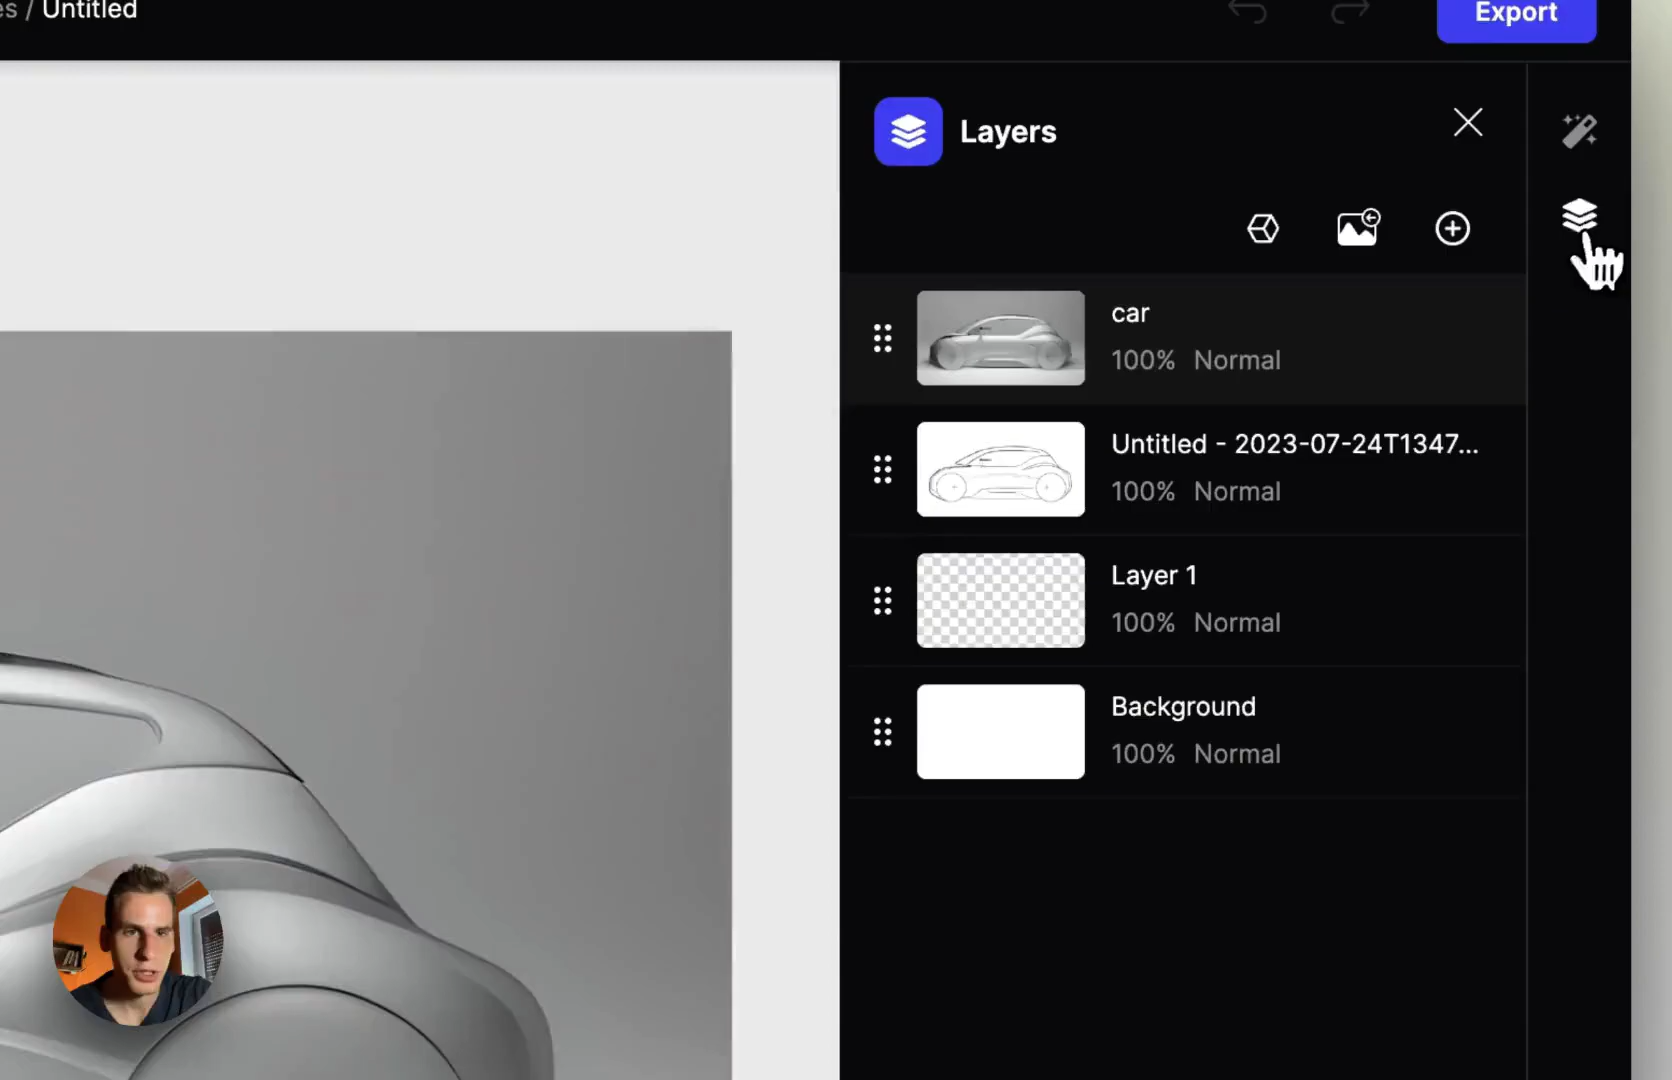 / Untitled
Export
Layers
car
100% Normal
Untitled - 2023-07-24T1347...
100% Normal
Layer 1
100% Normal
Background
100% Normal